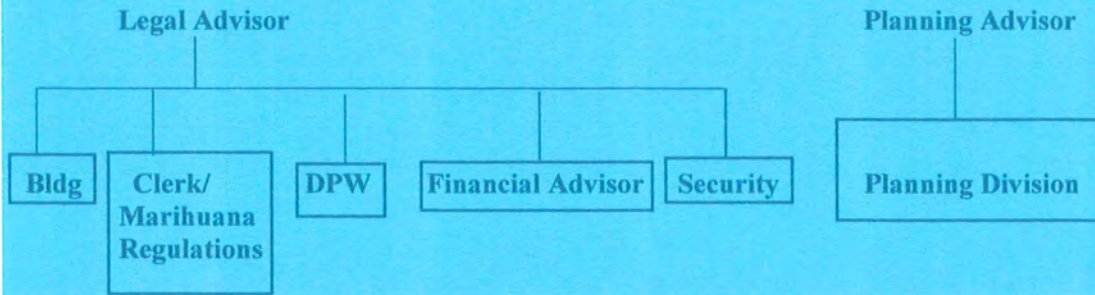 Legal Advisor
Planning Advisor
Bldg
Clerk/
Marihuana
Regulations
DPW
Financial Advisor
Security
Planning Division